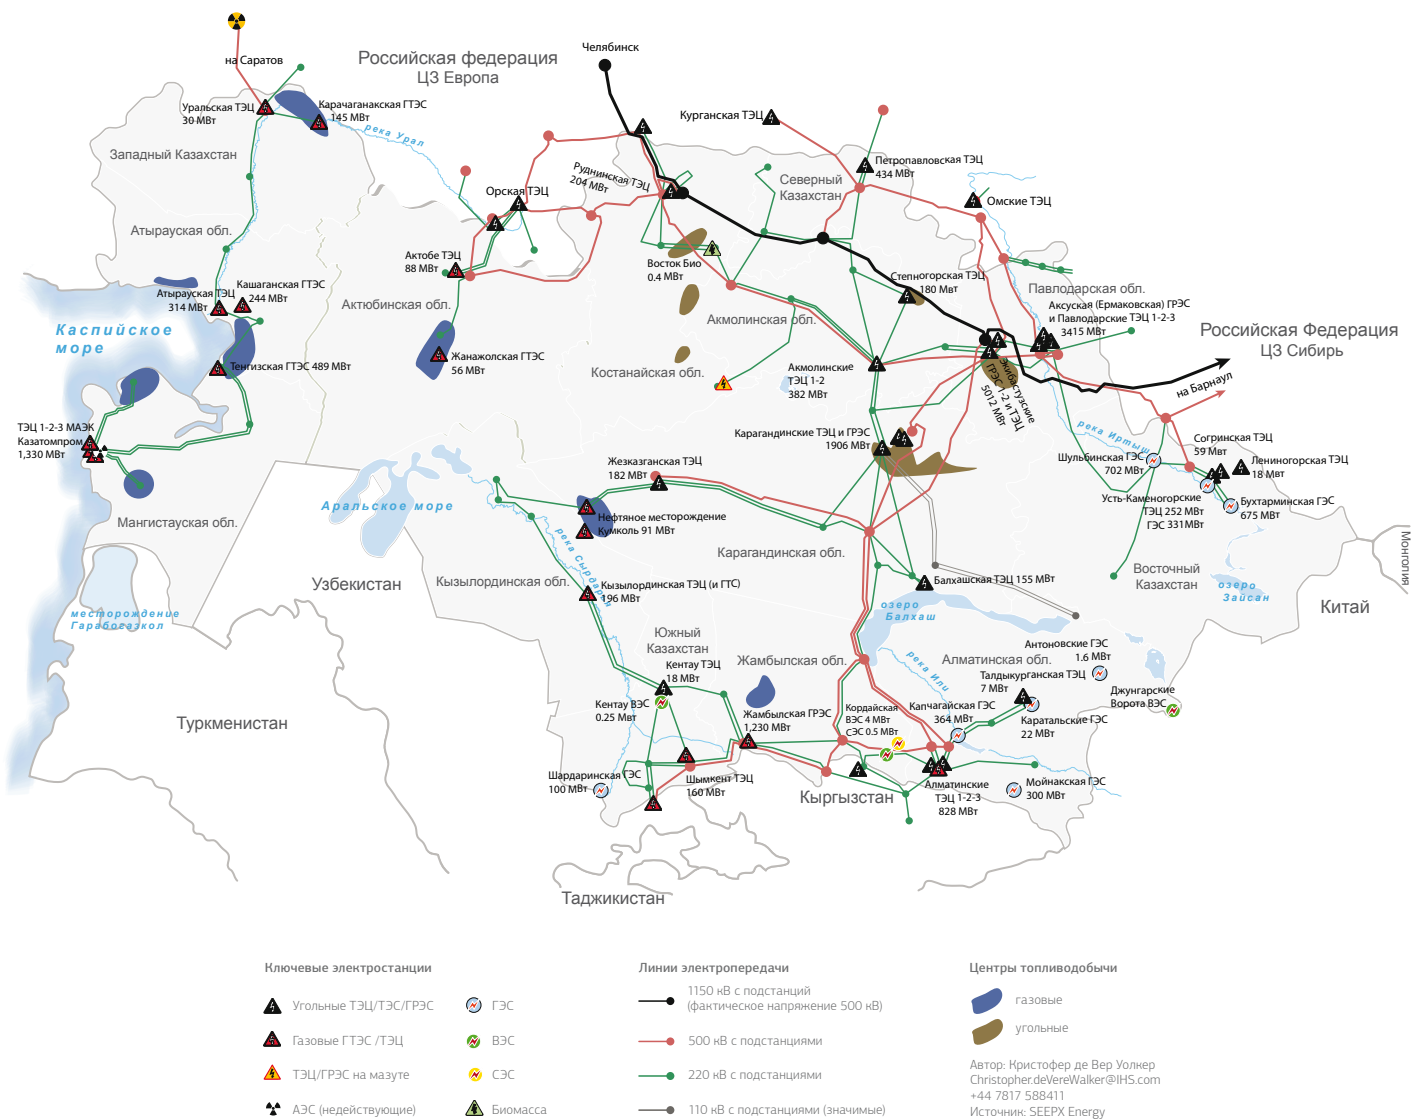 на Саратов
Российская федерация
ЦЗ Европа
Челябинск
Уральская ТЭЦ
30 МВт
Карачаганакская ГТЭС
145 МВт
река Урал
Западный Казахстан
Курганская ТЭЦ
Петропавловская ТЭЦ
434 МВт
Руднинская ТЭЦ
204 МВт
Северный
Казахстан
Орская ТЭЦ
Омские ТЭЦ
Атырауская обл.
Актобе ТЭЦ
88 МВт
Восток Био
0.4 МВт
Степногорская ТЭЦ
180 МВт
Павлодарская обл.
Кашаганская ГТЭС
244 МВт
Атырауская ТЭЦ
314 МВт
Актюбинская обл.
Акмолинская обл.
Аксуская (Ермаковская) ГРЭС
и Павлодарские ТЭЦ 1-2-3
3415 МВт
Каспийское
море
Российская Федерация
ЦЗ Сибирь
Тенгизская ГТЭС 489 МВт
Жанажолская ГТЭС
56 МВт
Костанайская обл.
Акмолинские
ТЭЦ 1-2
382 МВт
Экибастузские
ГРЭС 1-2 и ТЭЦ
5012 МВт
на Барнаул
ТЭЦ 1-2-3 МАЭК
Казатомпром
1,330 МВт
Карагандинские ТЭЦ и ГРЭС
1906 МВт
река Иртыш
Согринская ТЭЦ
59 МВт
Шульбинская ГЭС
702 МВт
Лениногорская ТЭЦ
18 МВт
Жезказганская ТЭЦ
182 МВт
Усть-Каменогорские
ТЭЦ 252 МВт
ГЭС 331МВт
Бухтарминская ГЭС
675 МВт
Аральское море
Мангистауская обл.
Нефтяное месторождение
Кумколь 91 МВт
река Сырдарья
Карагандинская обл.
Монголия
Узбекистан
Кызылординская обл.
Кызылординская ТЭЦ (и ГТС)
196 МВт
Балхашская ТЭЦ 155 МВт
Восточный
Казахстан
озеро
Зайсан
Китай
месторождение
Гарабогазкол
озеро
Балхаш
Южный
Казахстан
Жамбылская обл.
река Или
Алматинская обл.
Антоновские ГЭС
1.6 МВт
Кентау ТЭЦ
18 МВт
Талдыкурганская ТЭЦ
7 МВт
Джунгарские
Ворота ВЭС
Туркменистан
Кентау ВЭС
0.25 МВт
Жамбылская ГРЭС
1,230 МВт
Кордайская
ВЭС 4 МВт
СЭС 0.5 МВт
Капчагайская ГЭС
364 МВт
Каратальские ГЭС
22 МВт
Шардаринская ГЭС
100 МВт
Шымкент ТЭЦ
160 МВт
Кыргызстан
Алматинские
ТЭЦ 1-2-3
828 МВт
Мойнакская ГЭС
300 МВт
Таджикистан
Ключевые электростанции
Угольные ТЭЦ/ТЭС/ГРЭС
Газовые ГТЭС /ТЭЦ
ТЭЦ/ГРЭС на мазуте
АЭС (недействующие)
ГЭС
ВЭС
СЭС
Биомасса
Линии электропередачи
1150 кВ с подстанций
(фактическое напряжение 500 кВ)
500 кВ с подстанциями
220 кВ с подстанциями
110 кВ с подстанциями (значимые)
Центры топливодобычи
газовые
угольные
Автор: Кристофер де Вер Уолкер
Christopher.deVereWalker@IHS.com
+44 7817 588411
Источник: SEEPX Energy